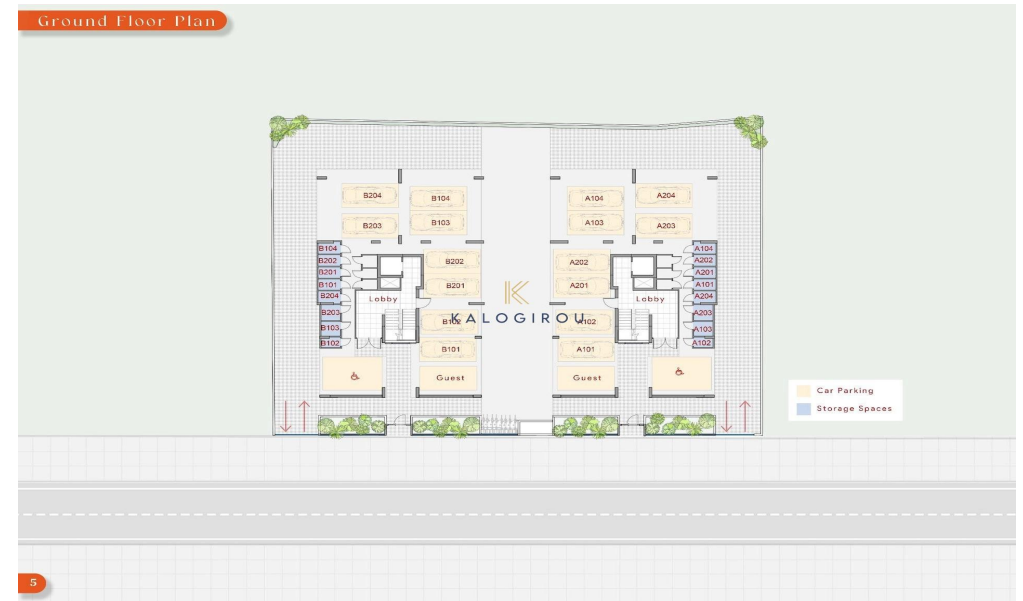 Ground Floor Plan
B204
B104
A104
A204
B203
B103
A103
A203
B104
B202
B201
B101
B204
B203
B103
B102
B202
A202
B201
A201
Lobby
Lobby
A104
A202
A201
A101
A204
A203
A103
A102
KALOGIROU
B102
A102
B101
A101
Guest
Guest
Car Parking
Storage Spaces
5